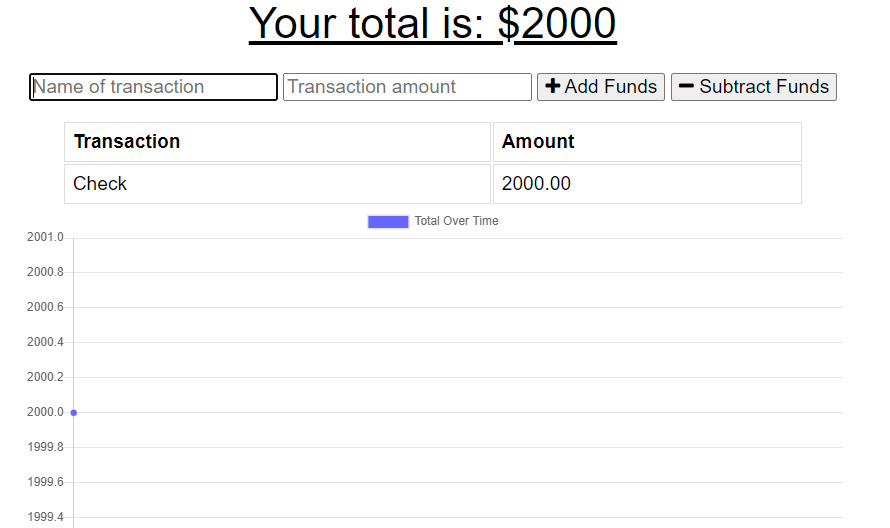 Your total is: $2000
Name of transaction Transaction amount + Add Funds − Subtract Funds
Transaction Amount
Check 2000.00
Total Over Time
2001.0
2000.8
2000.6
2000.4
2000.2
2000.0
1999.8
1999.6
1999.4